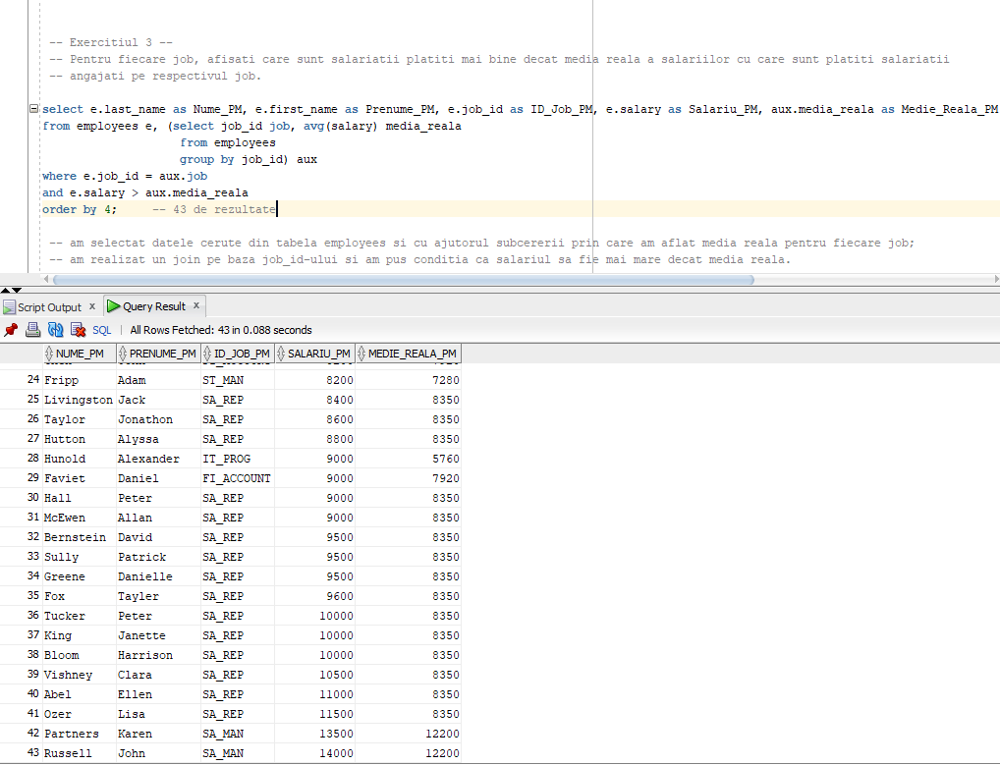 -- Exercitiul 3 --
-- Pentru fiecare job, afisati care sunt salariatii platiti mai bine decat media reala a salariilor cu care sunt platiti salariatii
-- angajati pe respectivul job.
select e.last_name as Nume_PM, e.first_name as Prenume_PM, e.job_id as ID_Job_PM, e.salary as Salariu_PM, aux.media_reala as Medie_Reala_PM
from employees e, (select job_id job, avg(salary) media_reala
from employees
group by job_id) aux
where e.job_id = aux.job
and e.salary > aux.media_reala
order by 4; -- 43 de rezultate
-- am selectat datele cerute din tabela employees si cu ajutorul subcererii prin care am aflat media reala pentru fiecare job;
-- am realizat un join pe baza job_id-ului si am pus conditia ca salariul sa fie mai mare decat media reala.
Script Output x Query Result x
SQL | All Rows Fetched: 43 in 0.088 seconds
NUME_PM PRENUME_PM ID_JOB_PM SALARIU_PM MEDIE_REALA_PM
24 Fripp Adam ST_MAN 8200 7280
25 Livingston Jack SA_REP 8400 8350
26 Taylor Jonathon SA_REP 8600 8350
27 Hutton Alyssa SA_REP 8800 8350
28 Hunold Alexander IT_PROG 9000 5760
29 Faviet Daniel FI_ACCOUNT 9000 7920
30 Hall Peter SA_REP 9000 8350
31 McEwen Allan SA_REP 9000 8350
32 Bernstein David SA_REP 9500 8350
33 Sully Patrick SA_REP 9500 8350
34 Greene Danielle SA_REP 9500 8350
35 Fox Tayler SA_REP 9600 8350
36 Tucker Peter SA_REP 10000 8350
37 King Janette SA_REP 10000 8350
38 Bloom Harrison SA_REP 10000 8350
39 Vishney Clara SA_REP 10500 8350
40 Abel Ellen SA_REP 11000 8350
41 Ozer Lisa SA_REP 11500 8350
42 Partners Karen SA_MAN 13500 12200
43 Russell John SA_MAN 14000 12200